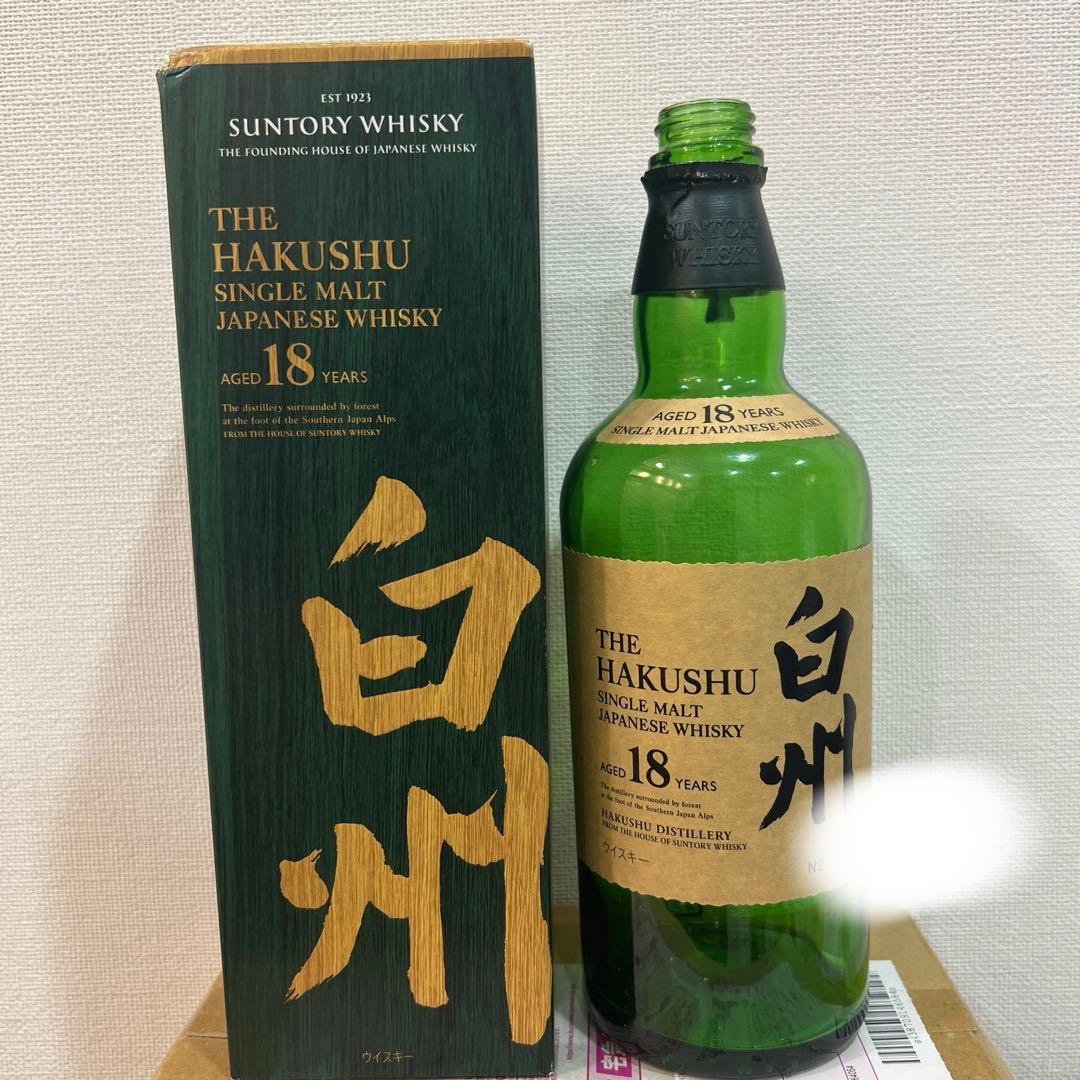 EST 1923
SUNTORY WHISKY
THE FOUNDING HOUSE OF JAPANESE WHISKY
THE
HAKUSHU
SINGLE MALT
JAPANESE WHISKY
AGED 18 YEARS
The distillery surrounded by forest
at the foot of the Southern Japan Alps
FROM THE HOUSE OF SUNTORY WHISKY
白州
ウイスキー
SUNTORY
WHISKY
AGED 18 YEARS
SINGLE MALT JAPANESE WHISKY
白州
THE
HAKUSHU
SINGLE MALT
JAPANESE WHISKY
AGED 18 YEARS
The distillery surrounded by forest
at the foot of the Southern Japan Alps
HAKUSHU DISTILLERY
FROM THE HOUSE OF SUNTORY WHISKY
ウイスキー
Nº